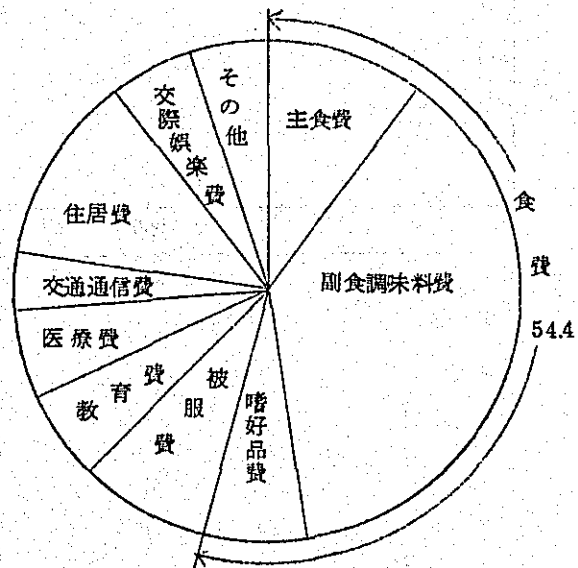 主食費
副食調味料費
嗜好品費
被服費
教育費
医療費
交通通信費
住居費
交際娯楽費
その他
食費
54.4